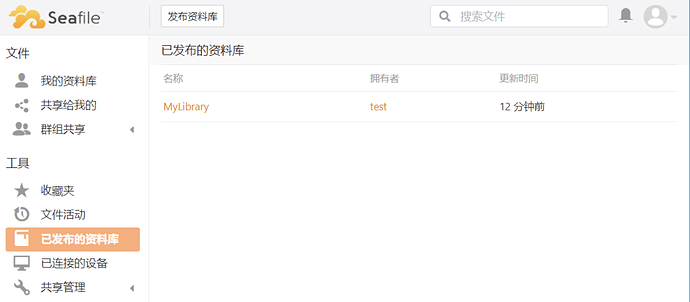 Seafile™
发布资料库
搜索文件
文件
我的资料库
共享给我的
群组共享
工具
收藏夹
文件活动
已发布的资料库
已连接的设备
共享管理
已发布的资料库
名称 拥有者 更新时间
MyLibrary test 12 分钟前